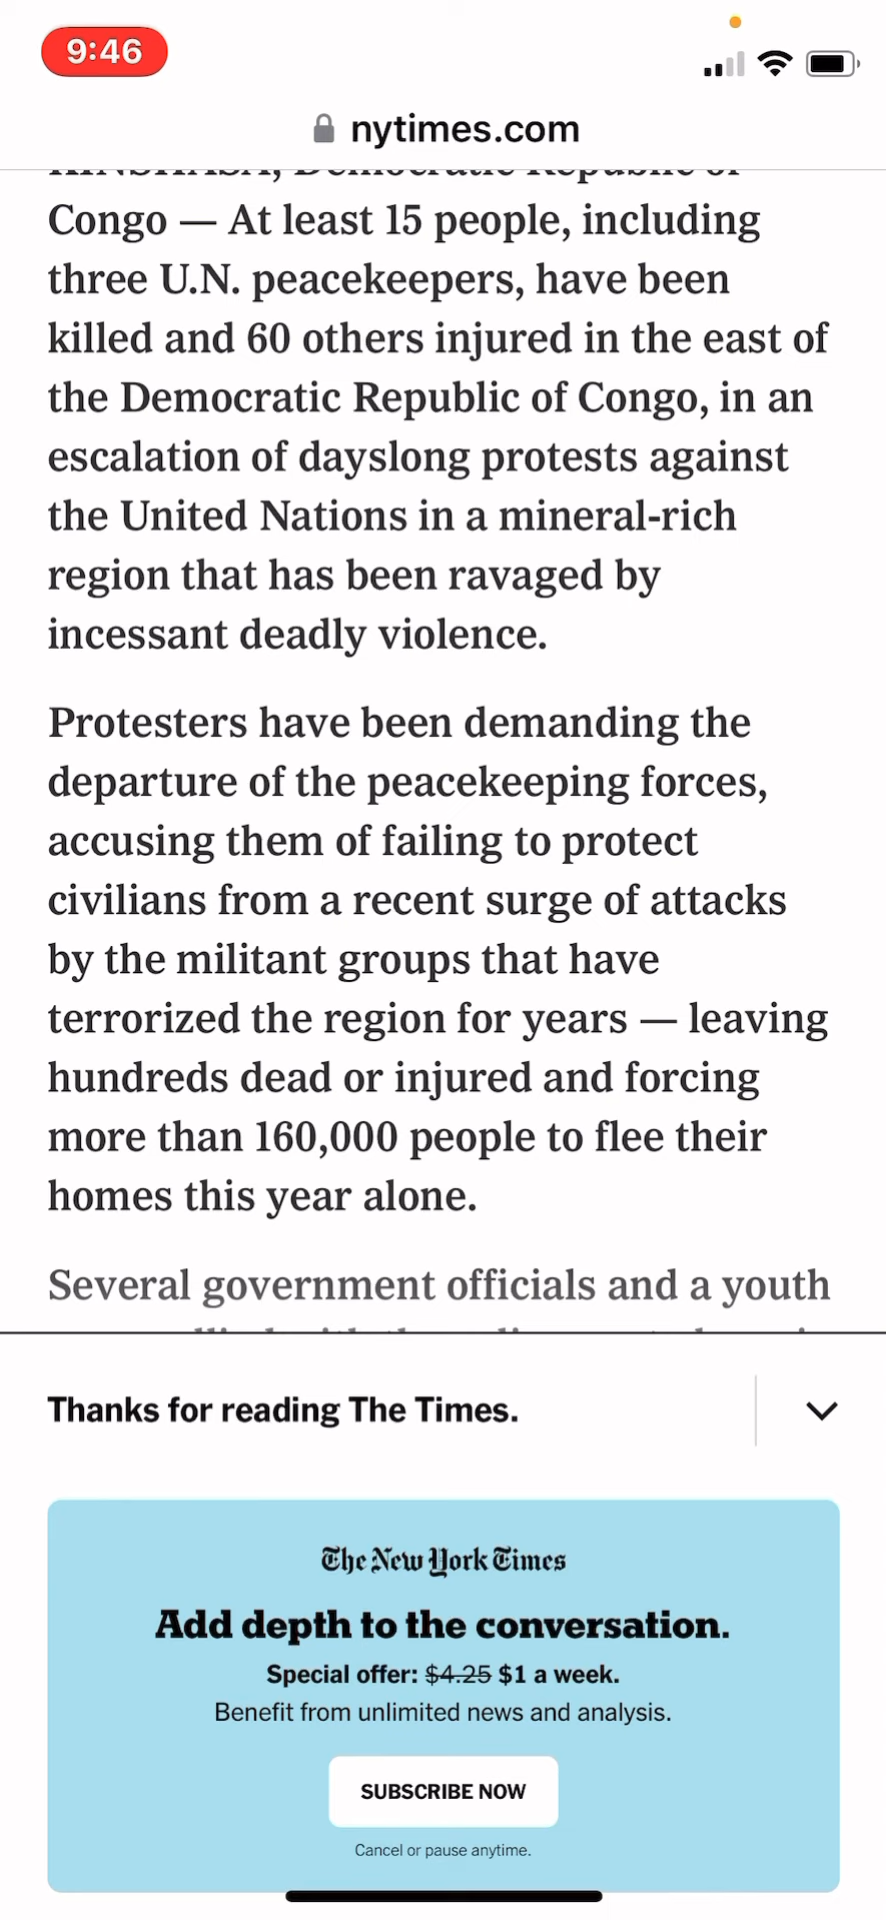 9:46
nytimes.com
KINSHASA, Democratic Republic of
Congo — At least 15 people, including
three U.N. peacekeepers, have been
killed and 60 others injured in the east of
the Democratic Republic of Congo, in an
escalation of dayslong protests against
the United Nations in a mineral-rich
region that has been ravaged by
incessant deadly violence.
Protesters have been demanding the
departure of the peacekeeping forces,
accusing them of failing to protect
civilians from a recent surge of attacks
by the militant groups that have
terrorized the region for years — leaving
hundreds dead or injured and forcing
more than 160,000 people to flee their
homes this year alone.
Several government officials and a youth
Thanks for reading The Times.
The New York Times
Add depth to the conversation.
Special offer: $4.25 $1 a week.
Benefit from unlimited news and analysis.
SUBSCRIBE NOW
Cancel or pause anytime.